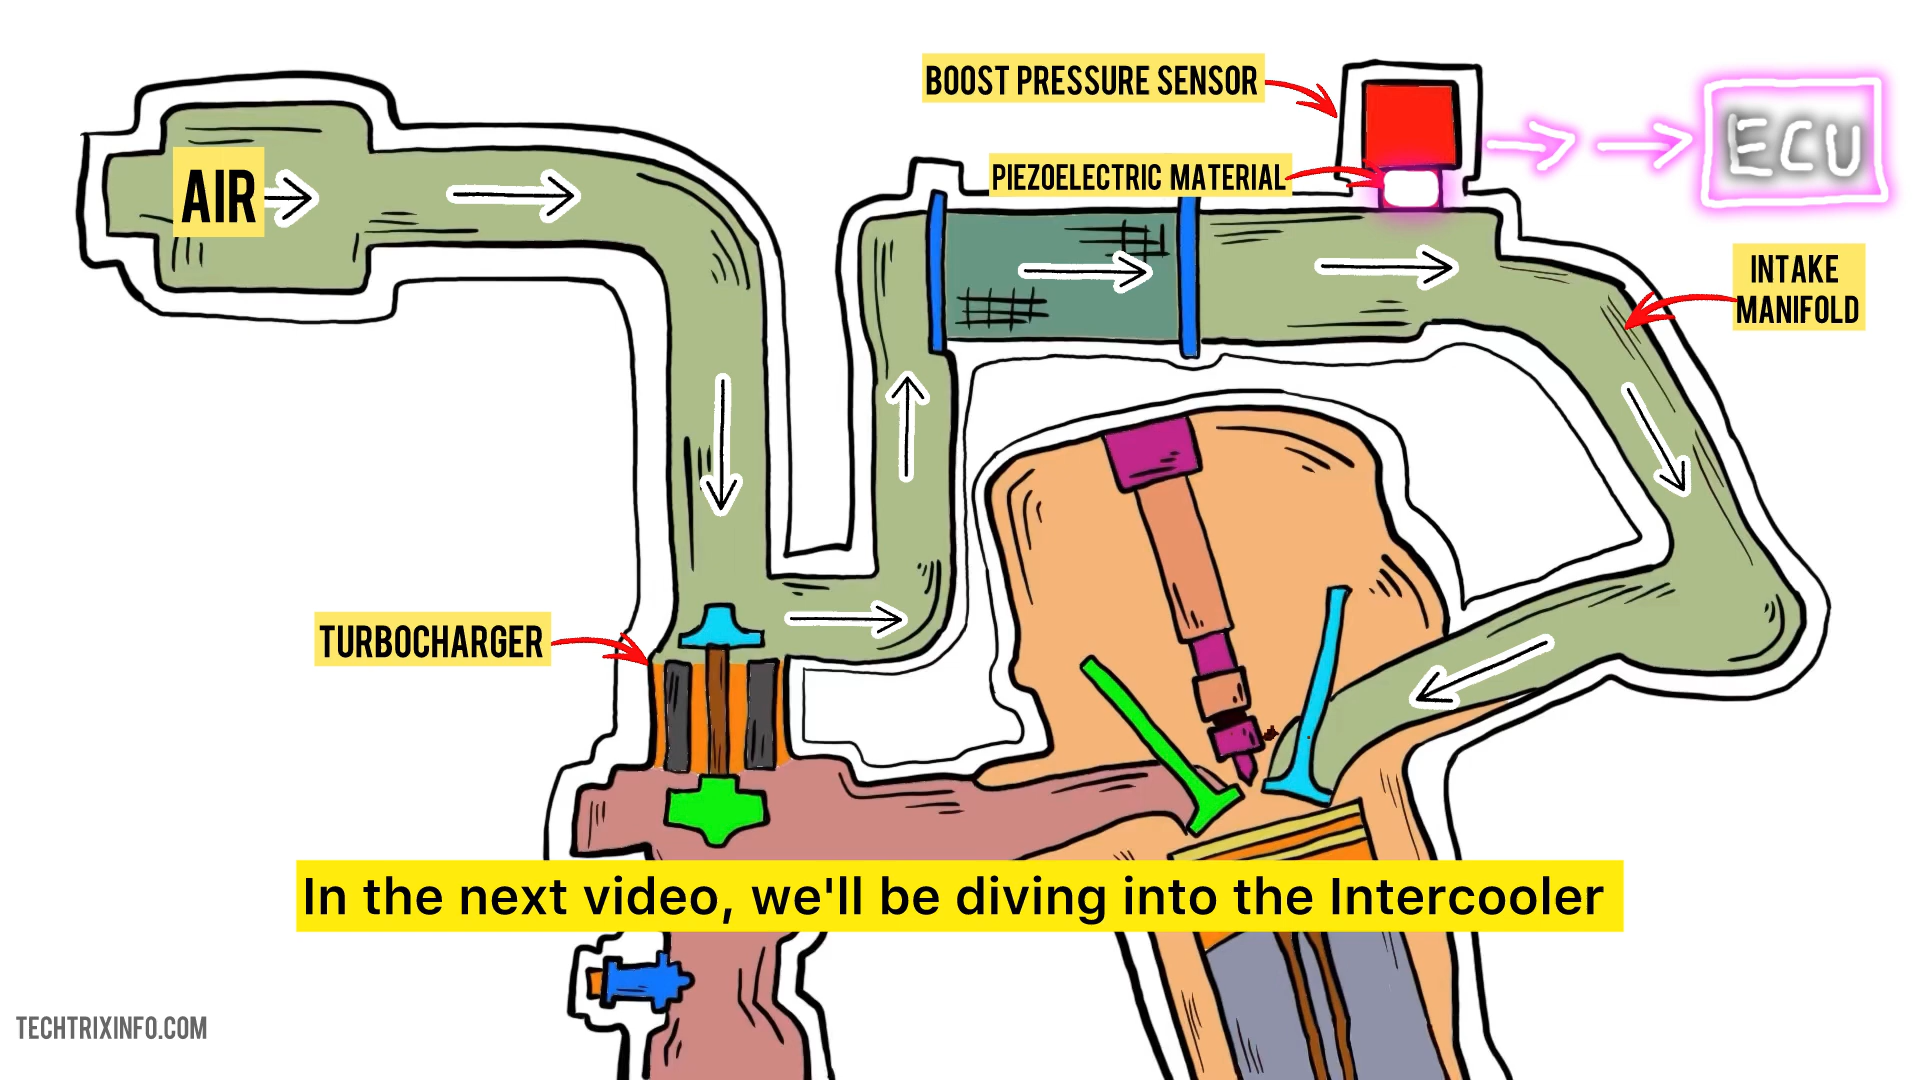 BOOST PRESSURE SENSOR
ECU
PIEZOELECTRIC MATERIAL
AIR
INTAKE
MANIFOLD
TURBOCHARGER
In the next video, we'll be diving into the Intercooler
TECHTRIXINFO.COM